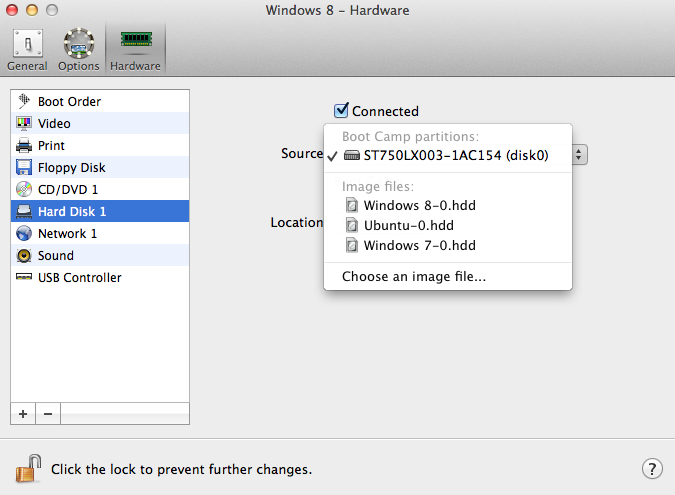 Windows 8 – Hardware
General
Options
Hardware
Boot Order
Video
Print
Floppy Disk
CD/DVD 1
Hard Disk 1
Network 1
Sound
USB Controller
Connected
Source
Boot Camp partitions:
ST750LX003-1AC154 (disk0)
Image files:
Windows 8-0.hdd
Ubuntu-0.hdd
Windows 7-0.hdd
Choose an image file...
Location
Click the lock to prevent further changes.
?